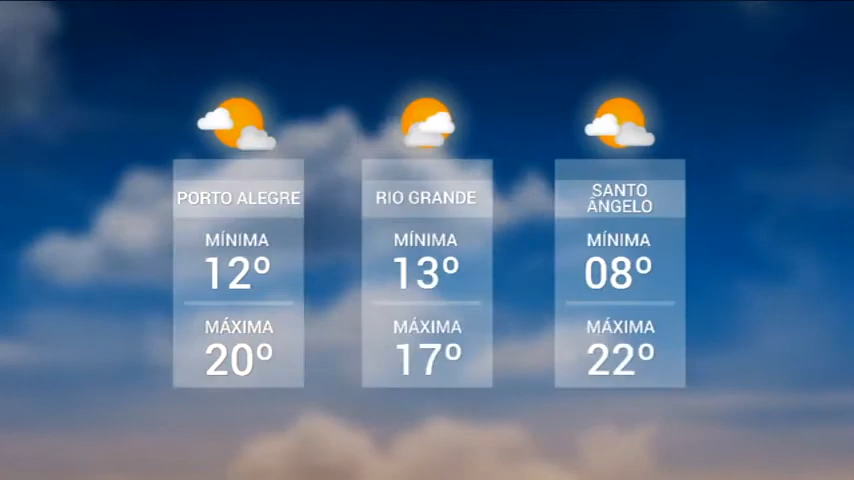 PORTO ALEGRE
MÍNIMA
12º
MÁXIMA
20º
RIO GRANDE
MÍNIMA
13º
MÁXIMA
17º
SANTO
ÂNGELO
MÍNIMA
08º
MÁXIMA
22º